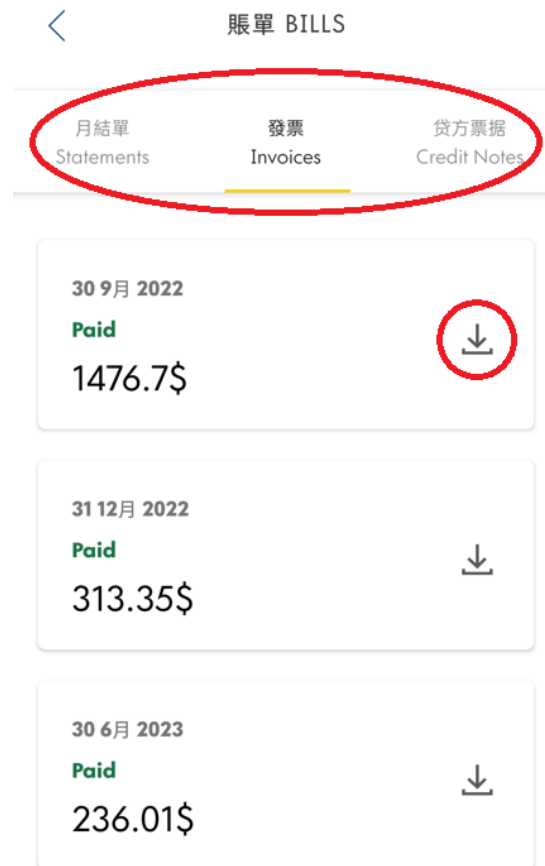 賬單 BILLS
月結單
Statements
發票
Invoices
贷方票据
Credit Notes
30 9月 2022
Paid
1476.7$
31 12月 2022
Paid
313.35$
30 6月 2023
Paid
236.01$